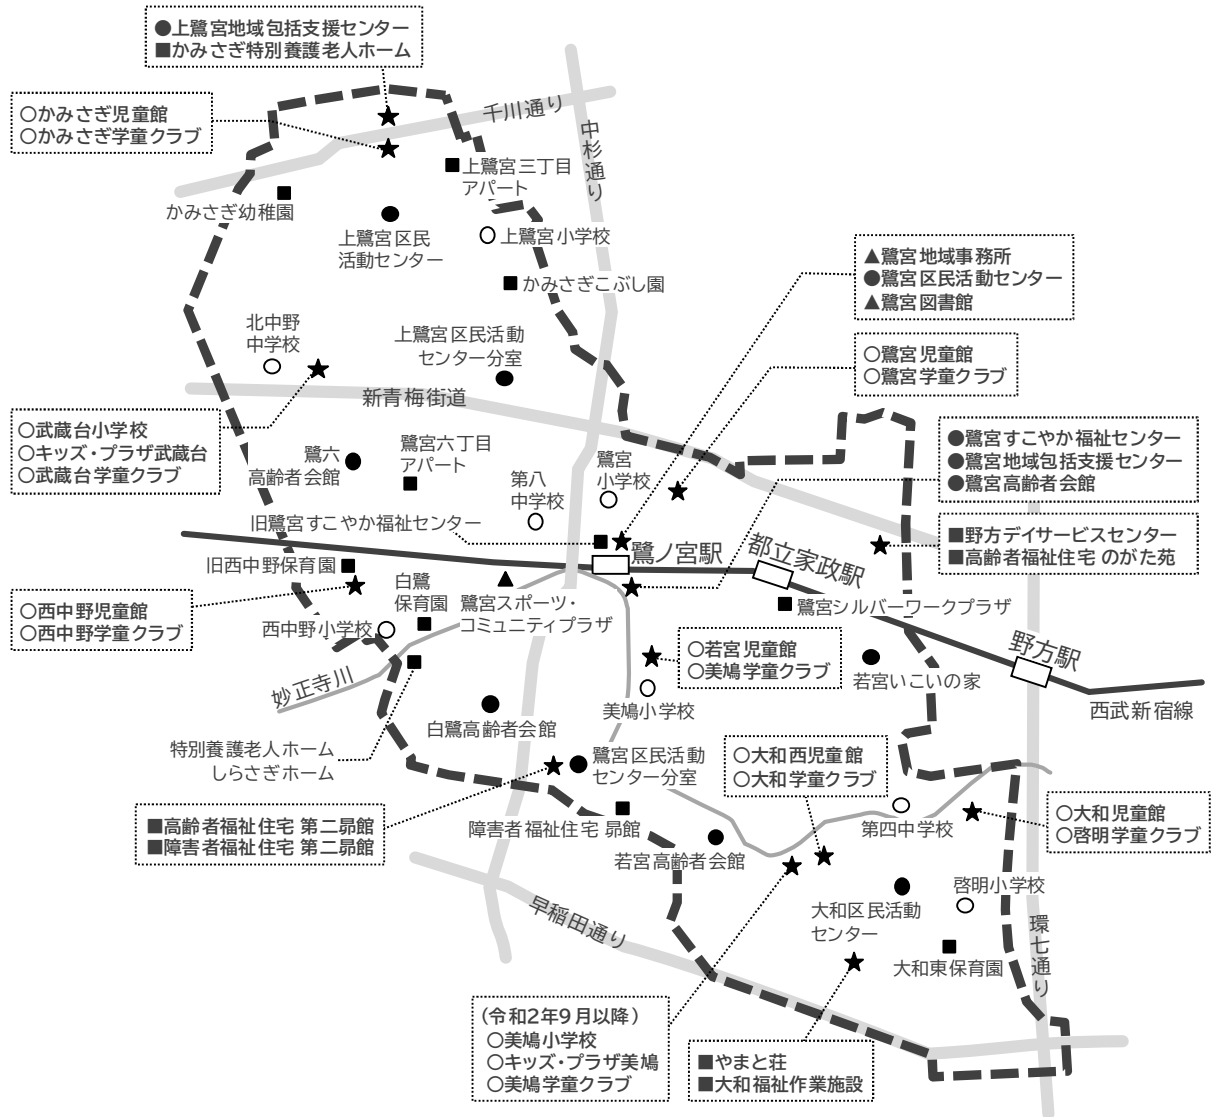 ●上鷺宮地域包括支援センター
■かみさぎ特別養護老人ホーム
○かみさぎ児童館
○かみさぎ学童クラブ
千川通り
中杉通り
■上鷺宮三丁目
アパート
かみさぎ幼稚園
上鷺宮区民
活動センター
上鷺宮小学校
かみさぎこぶし園
▲鷺宮地域事務所
●鷺宮区民活動センター
▲鷺宮図書館
北中野
中学校
上鷺宮区民活動
センター分室
○鷺宮児童館
○鷺宮学童クラブ
新青梅街道
○武蔵台小学校
○キッズ・プラザ武蔵台
○武蔵台学童クラブ
鷺六
高齢者会館
鷺宮六丁目
アパート
第八
中学校
鷺宮
小学校
●鷺宮すこやか福祉センター
●鷺宮地域包括支援センター
●鷺宮高齢者会館
旧鷺宮すこやか福祉センター
■野方デイサービスセンター
■高齢者福祉住宅 のがた苑
鷺ノ宮駅
都立家政駅
旧西中野保育園
○西中野児童館
○西中野学童クラブ
白鷺
保育園
鷺宮スポーツ・
コミュニティプラザ
鷺宮シルバーワークプラザ
西中野小学校
野方駅
○若宮児童館
○美鳩学童クラブ
若宮いこいの家
妙正寺川
美鳩小学校
西武新宿線
白鷺高齢者会館
特別養護老人ホーム
しらさぎホーム
鷺宮区民活動
センター分室
○大和西児童館
○大和学童クラブ
■高齢者福祉住宅 第二昴館
■障害者福祉住宅 第二昴館
障害者福祉住宅 昴館
第四中学校
○大和児童館
○啓明学童クラブ
若宮高齢者会館
啓明小学校
大和区民活動
センター
早稲田通り
環七通り
大和東保育園
(令和2年9月以降)
○美鳩小学校
○キッズ・プラザ美鳩
○美鳩学童クラブ
■やまと荘
■大和福祉作業施設